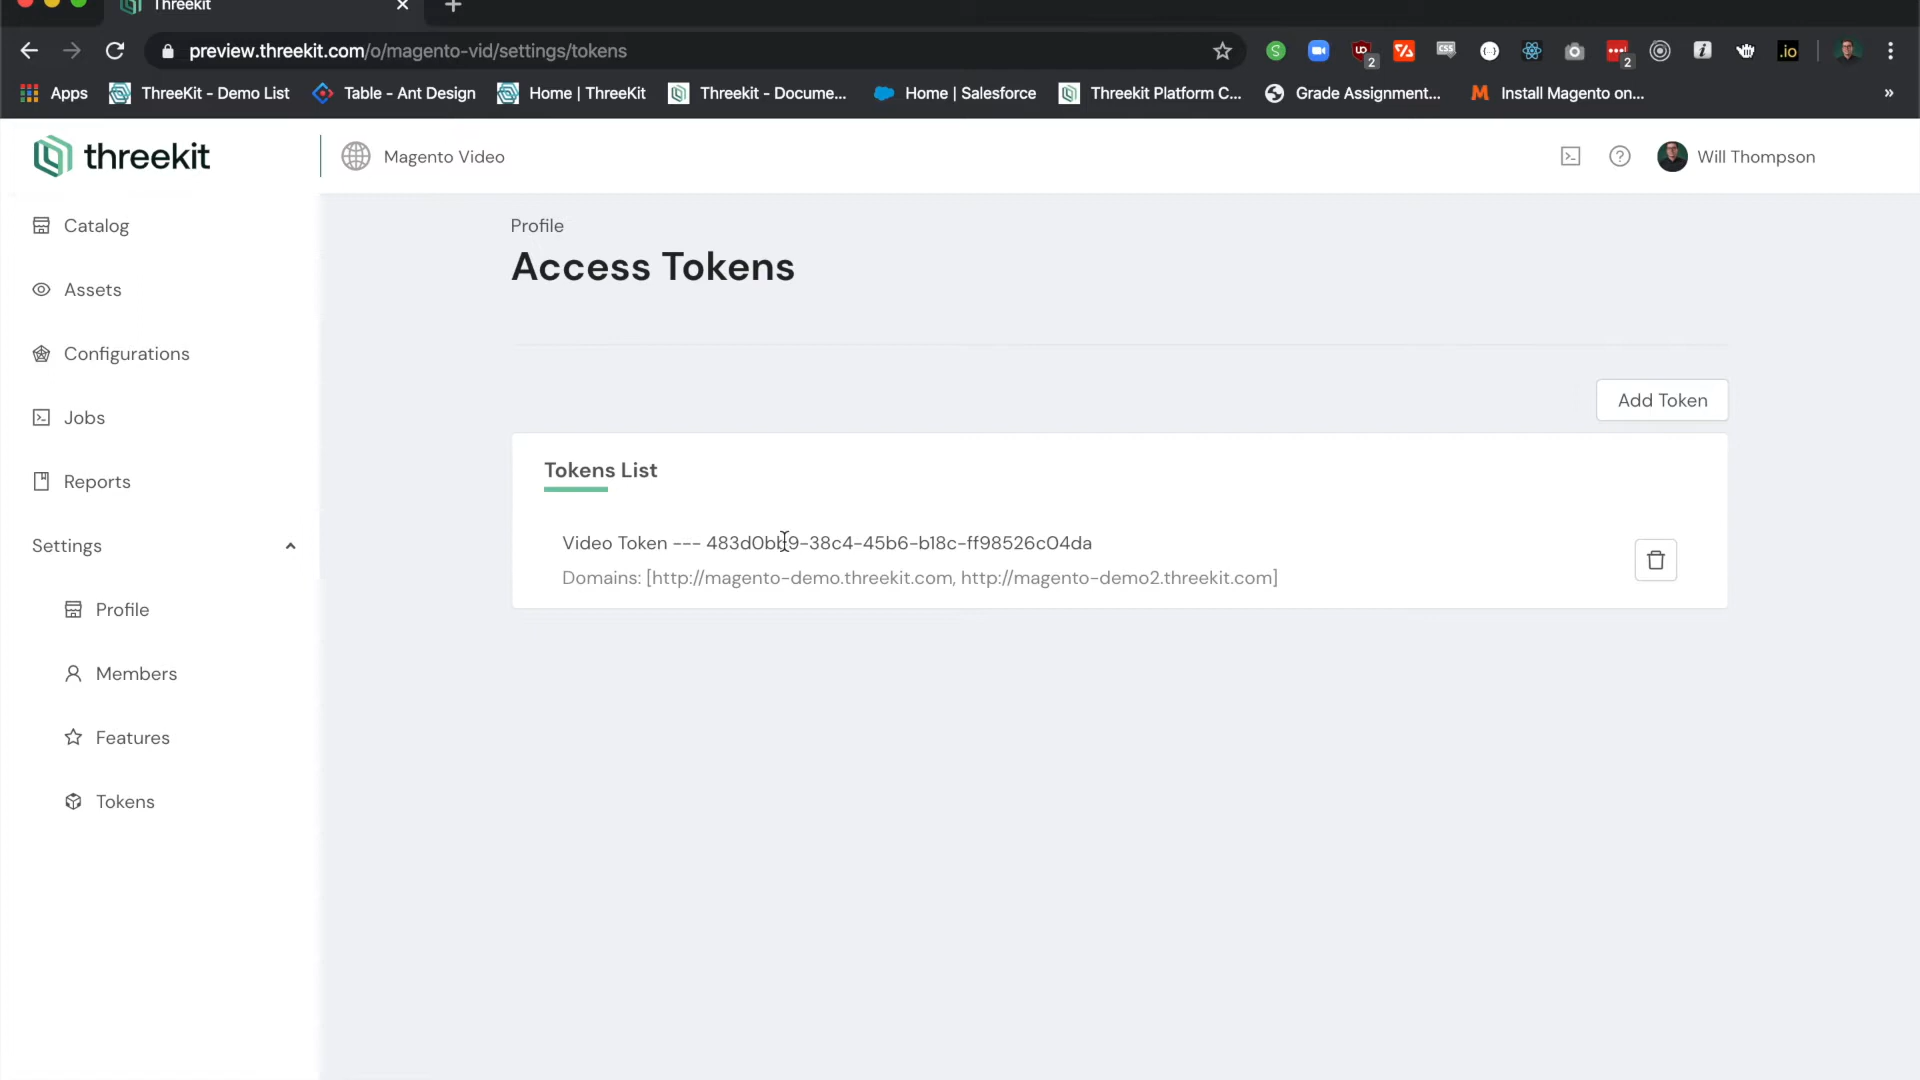 Threekit
preview.threekit.com/o/magento-vid/settings/tokens
Apps ThreeKit - Demo List Table - Ant Design Home | ThreeKit Threekit - Docume... Home | Salesforce Threekit Platform C... Grade Assignment... Install Magento on... »
threekit
Magento Video
Will Thompson
Catalog
Assets
Configurations
Jobs
Reports
Settings
Profile
Members
Features
Tokens
Profile
Access Tokens
Add Token
Tokens List
Video Token --- 483d0bb9-38c4-45b6-b18c-ff98526c04da
Domains: [http://magento-demo.threekit.com, http://magento-demo2.threekit.com]